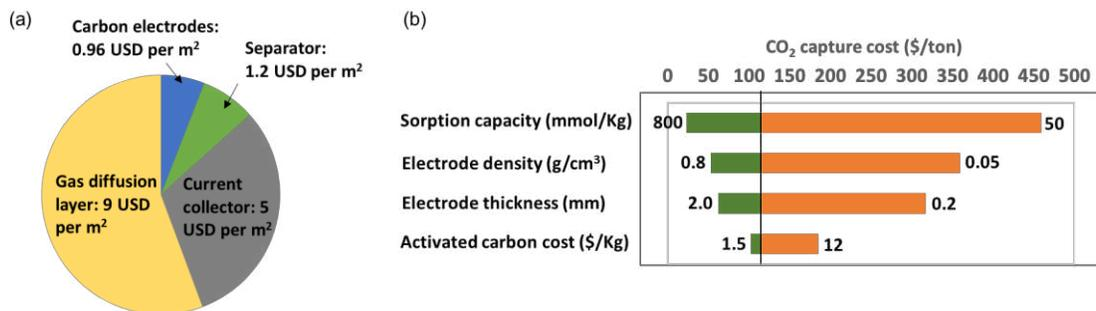 (a)
Carbon electrodes:
0.96 USD per m²
Separator:
1.2 USD per m²
Gas diffusion
layer: 9 USD
per m²
Current
collector: 5
USD per m²
(b)
CO₂ capture cost ($/ton)
0 50 100 150 200 250 300 350 400 450 500
Sorption capacity (mmol/Kg) 800 50
Electrode density (g/cm³) 0.8 0.05
Electrode thickness (mm) 2.0 0.2
Activated carbon cost ($/Kg) 1.5 12